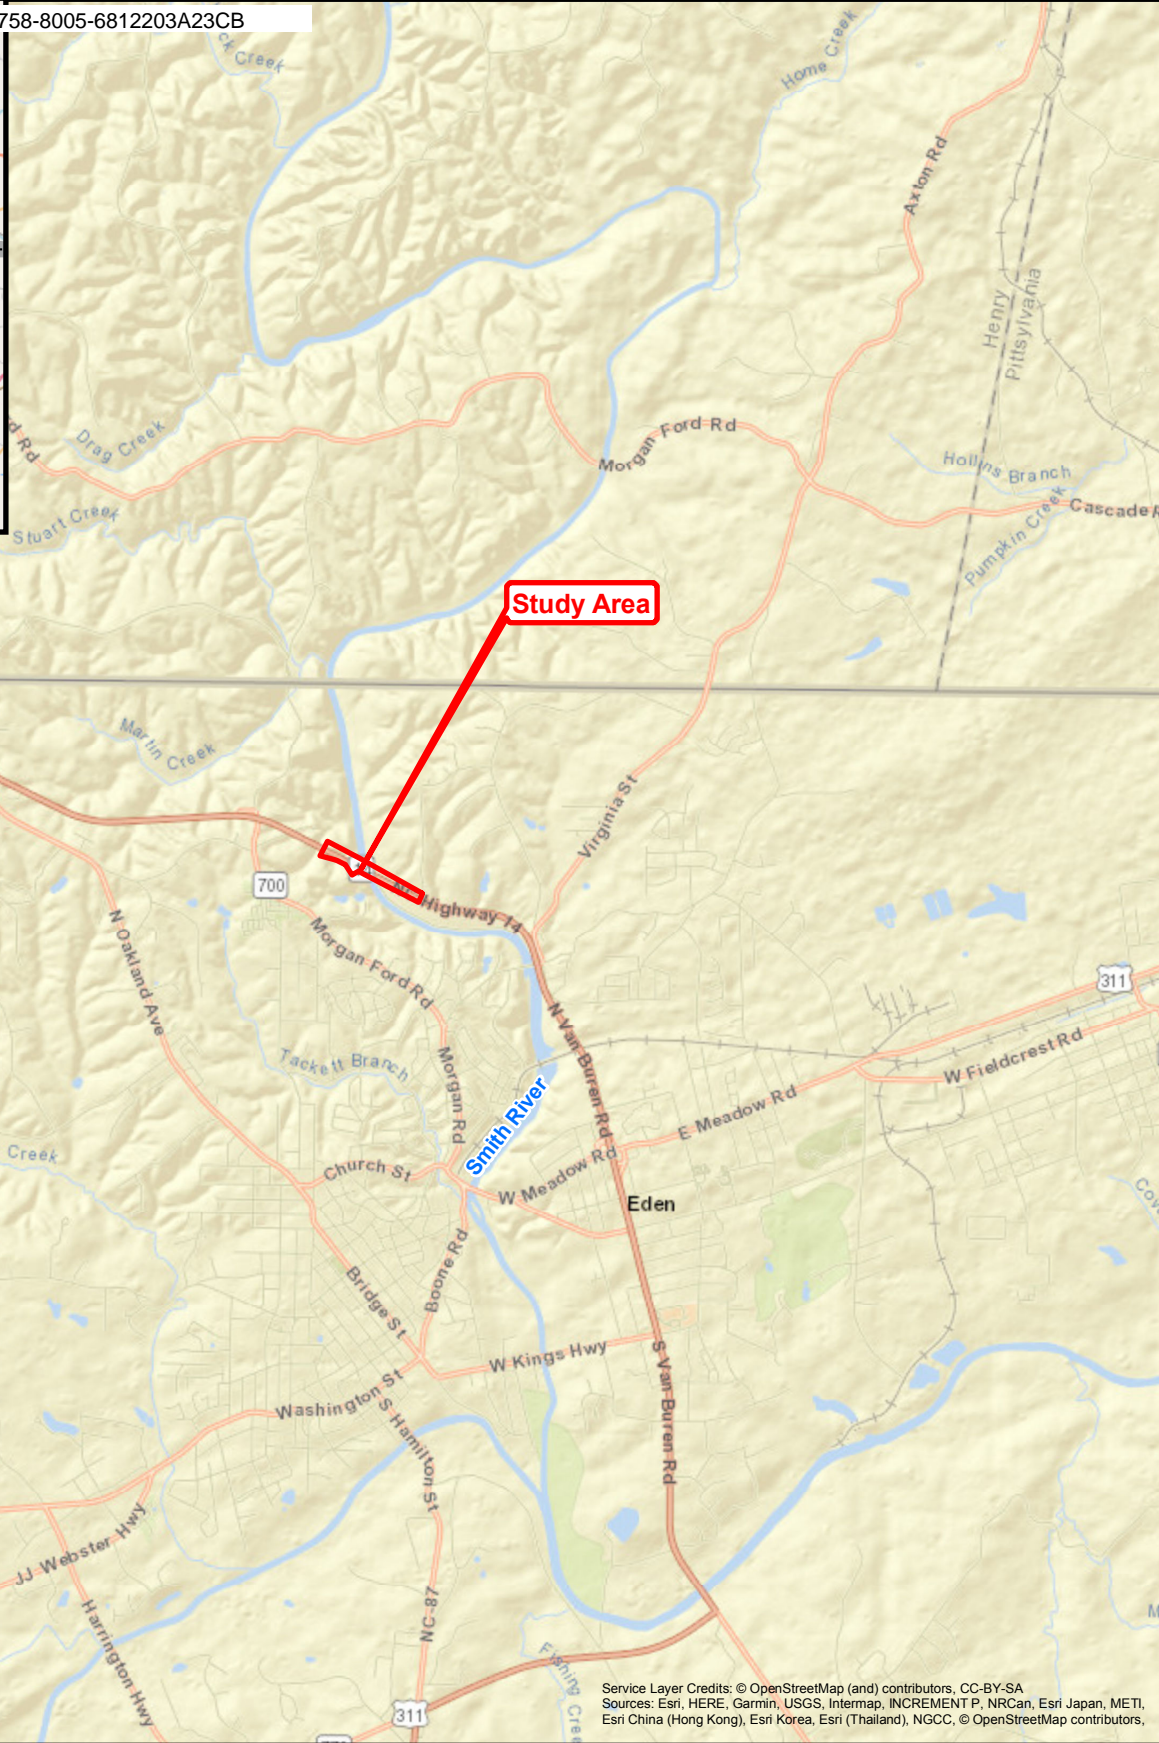 758-8005-6812203A23CB
ck Creek
Home Creek
Axton Rd
Henry
Pittsylvania
Drag Creek
d Rd
Morgan Ford Rd
Hollins Branch
Stuart Creek
Cascade R
Pumpkin Creek
Study Area
Martin Creek
Virginia St
700
Highway 14
N Oakland Ave
Morgan Ford Rd
311
N Van Buren Rd
Tackett Branch
W Fieldcrest Rd
Morgan Rd
Smith River
E Meadow Rd
Creek
Church St
W Meadow Rd
Eden
Boone Rd
Bridge St
W Kings Hwy
S Van Buren Rd
Washington St
S Hamilton St
JJ Webster Hwy
NC-87
Harrington Hwy
Fishing Cree
311
Service Layer Credits: © OpenStreetMap (and) contributors, CC-BY-SA
Sources: Esri, HERE, Garmin, USGS, Intermap, INCREMENT P, NRCan, Esri Japan, METI,
Esri China (Hong Kong), Esri Korea, Esri (Thailand), NGCC, © OpenStreetMap contributors,